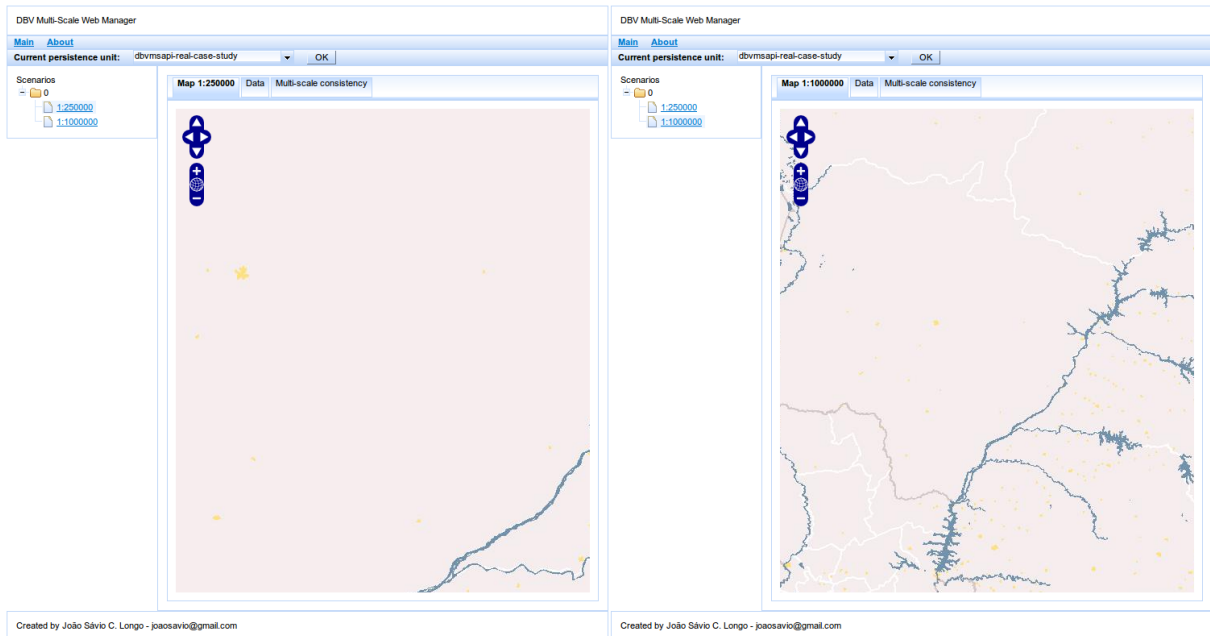 DBV Multi-Scale Web Manager
Main About
Current persistence unit: dbvmsapi-real-case-study OK
Scenarios
0
1:250000
1:1000000
Map 1:250000 Data Multi-scale consistency
Created by João Sávio C. Longo - joaosavio@gmail.com
DBV Multi-Scale Web Manager
Main About
Current persistence unit: dbvmsapi-real-case-study OK
Scenarios
0
1:250000
1:1000000
Map 1:1000000 Data Multi-scale consistency
Created by João Sávio C. Longo - joaosavio@gmail.com